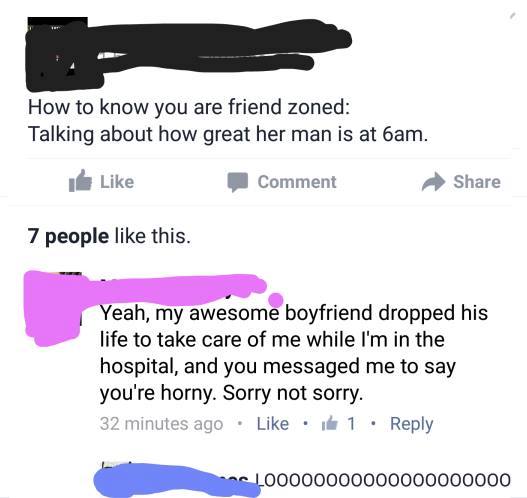 How to know you are friend zoned:
Talking about how great her man is at 6am.
Like Comment Share
7 people like this.
Yeah, my awesome boyfriend dropped his
life to take care of me while I'm in the
hospital, and you messaged me to say
you're horny. Sorry not sorry.
32 minutes ago • Like • 1 • Reply
LOOOOOOOOOOOOOOOOOOOO